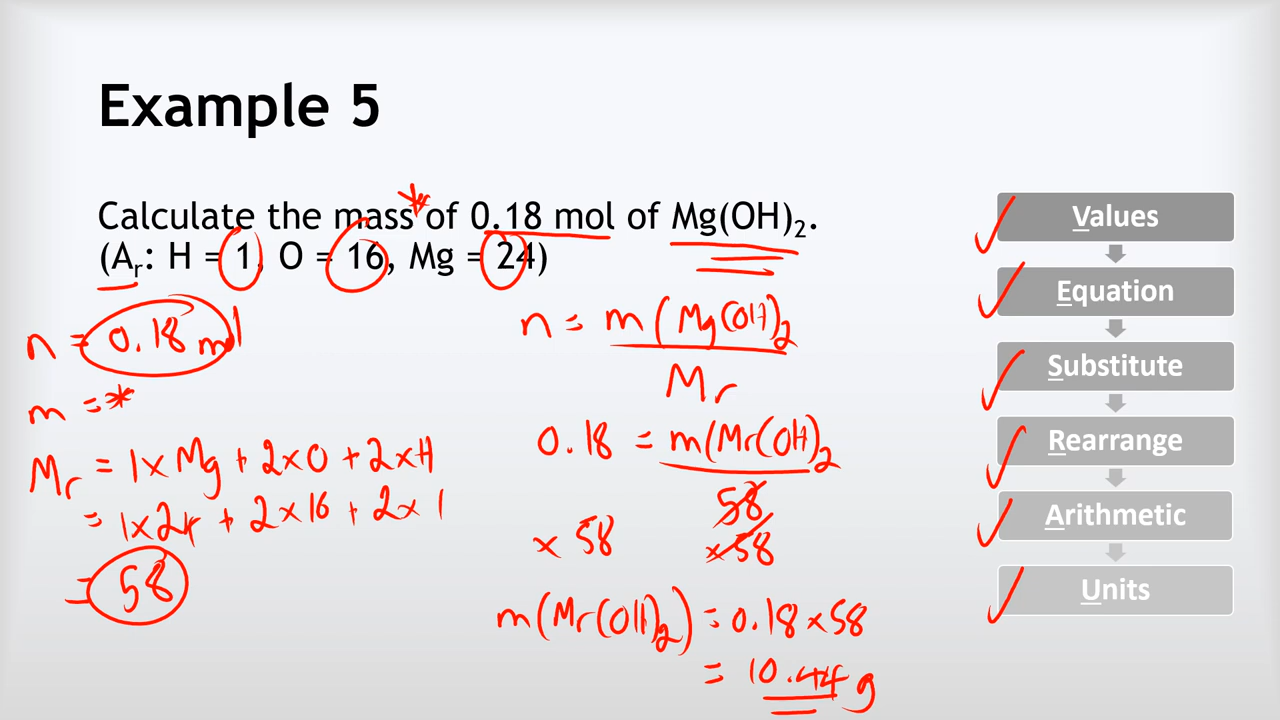 Example 5
Calculate the mass* of 0.18 mol of Mg(OH)₂.
(Aᵣ: H = 1, O = 16, Mg = 24)
n = 0.18 mol
m = *
Mr = 1 x Mg + 2 x O + 2 x H
= 1 x 24 + 2 x 16 + 2 x 1
= 58
n = m(Mg(OH)₂
Mr
0.18 = m(Mr(OH)₂
58
x 58 x 58
m(Mr(OH)₂) = 0.18 x 58
= 10.44 g
Values
Equation
Substitute
Rearrange
Arithmetic
Units